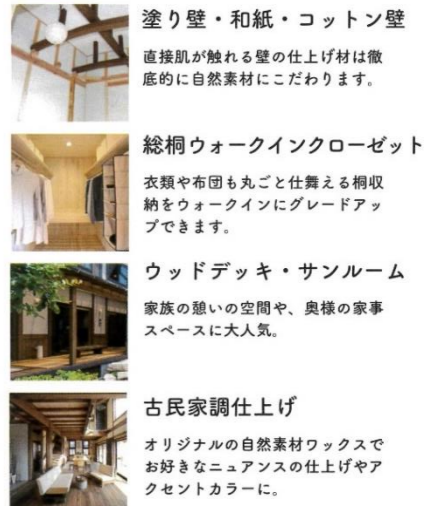 塗り壁・和紙・コットン壁
直接肌が触れる壁の仕上げ材は徹
底的に自然素材にこだわります。
総桐ウォークインクローゼット
衣類や布団も丸ごと仕舞える桐収
納をウォークインにグレードアッ
プできます。
ウッドデッキ・サンルーム
家族の憩いの空間や、奥様の家事
スペースに大人気。
古民家調仕上げ
オリジナルの自然素材ワックスで
お好きなニュアンスの仕上げやア
クセントカラーに。